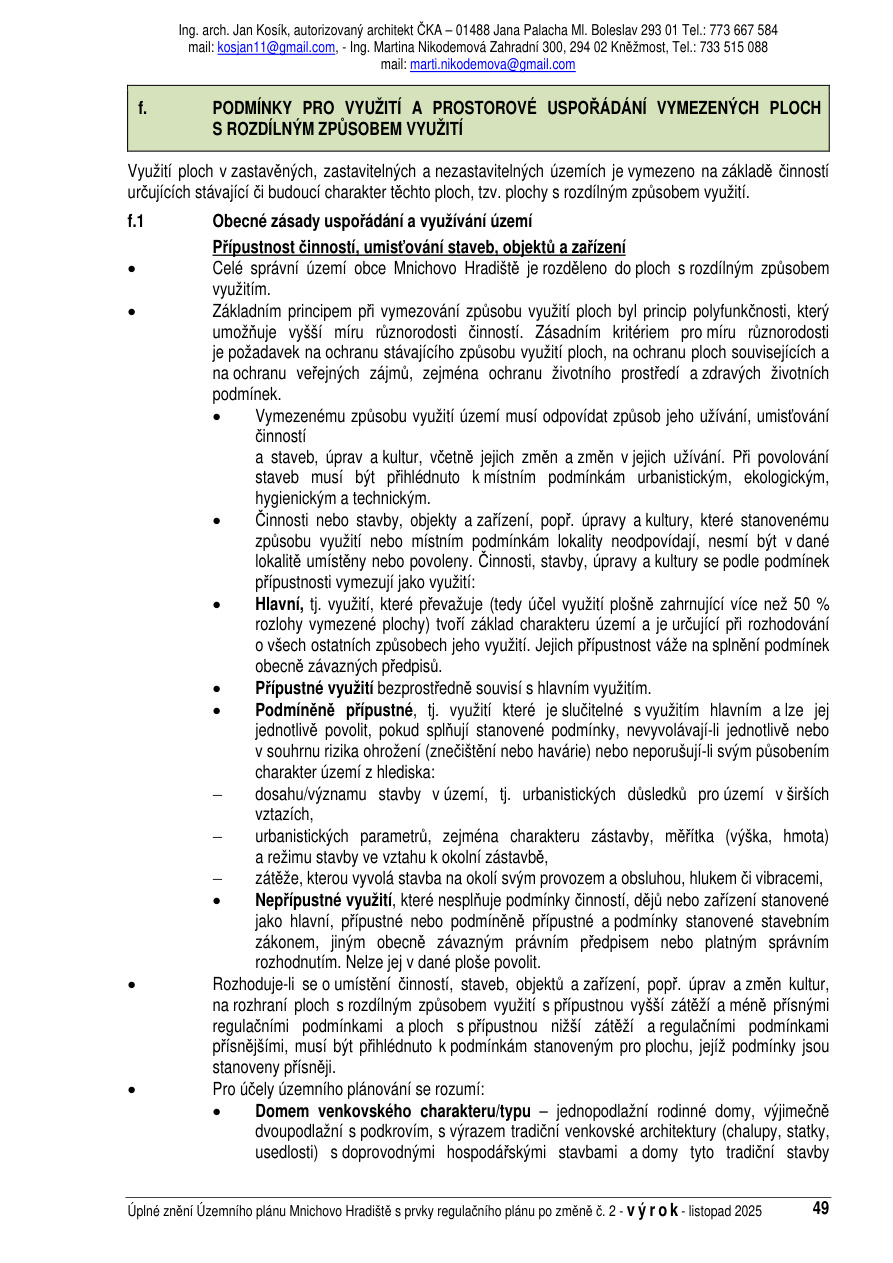 Ing. arch. Jan Kosík, autorizovaný architekt ČKA – 01488 Jana Palacha Ml. Boleslav 293 01 Tel.: 773 667 584
mail: kosjan11@gmail.com, - Ing. Martina Nikodemová Zahradní 300, 294 02 Kněžmost, Tel.: 733 515 088
mail: marti.nikodemova@gmail.com
f. PODMÍNKY PRO VYUŽITÍ A PROSTOROVÉ USPOŘÁDÁNÍ VYMEZENÝCH PLOCH
S ROZDÍLNÝM ZPŮSOBEM VYUŽITÍ
Využití ploch v zastavěných, zastavitelných a nezastavitelných územích je vymezeno na základě činností
určujících stávající či budoucí charakter těchto ploch, tzv. plochy s rozdílným způsobem využití.
f.1 Obecné zásady uspořádání a využívání území
Přípustnost činností, umisťování staveb, objektů a zařízení
• Celé správní území obce Mnichovo Hradiště je rozděleno do ploch s rozdílným způsobem
využitím.
• Základním principem při vymezování způsobu využití ploch byl princip polyfunkčnosti, který
umožňuje vyšší míru různorodosti činností. Zásadním kritériem pro míru různorodosti
je požadavek na ochranu stávajícího způsobu využití ploch, na ochranu ploch souvisejících a
na ochranu veřejných zájmů, zejména ochranu životního prostředí a zdravých životních
podmínek.
• Vymezenému způsobu využití území musí odpovídat způsob jeho užívání, umisťování
činností
a staveb, úprav a kultur, včetně jejich změn a změn v jejich užívání. Při povolování
staveb musí být přihlédnuto k místním podmínkám urbanistickým, ekologickým,
hygienickým a technickým.
• Činnosti nebo stavby, objekty a zařízení, popř. úpravy a kultury, které stanovenému
způsobu využití nebo místním podmínkám lokality neodpovídají, nesmí být v dané
lokalitě umístěny nebo povoleny. Činnosti, stavby, úpravy a kultury se podle podmínek
přípustnosti vymezují jako využití:
• Hlavní, tj. využití, které převažuje (tedy účel využití plošně zahrnující více než 50 %
rozlohy vymezené plochy) tvoří základ charakteru území a je určující při rozhodování
o všech ostatních způsobech jeho využití. Jejich přípustnost váže na splnění podmínek
obecně závazných předpisů.
• Přípustné využití bezprostředně souvisí s hlavním využitím.
• Podmíněně přípustné, tj. využití které je slučitelné s využitím hlavním a lze jej
jednotlivě povolit, pokud splňují stanovené podmínky, nevyvolávají-li jednotlivě nebo
v souhrnu rizika ohrožení (znečištění nebo havárie) nebo neporušují-li svým působením
charakter území z hlediska:
– dosahu/významu stavby v území, tj. urbanistických důsledků pro území v širších
vztazích,
– urbanistických parametrů, zejména charakteru zástavby, měřítka (výška, hmota)
a režimu stavby ve vztahu k okolní zástavbě,
– zátěže, kterou vyvolá stavba na okolí svým provozem a obsluhou, hlukem či vibracemi,
• Nepřípustné využití, které nesplňuje podmínky činností, dějů nebo zařízení stanovené
jako hlavní, přípustné nebo podmíněně přípustné a podmínky stanovené stavebním
zákonem, jiným obecně závazným právním předpisem nebo platným správním
rozhodnutím. Nelze jej v dané ploše povolit.
• Rozhoduje-li se o umístění činností, staveb, objektů a zařízení, popř. úprav a změn kultur,
na rozhraní ploch s rozdílným způsobem využití s přípustnou vyšší zátěží a méně přísnými
regulačními podmínkami a ploch s přípustnou nižší zátěží a regulačními podmínkami
přísnějšími, musí být přihlédnuto k podmínkám stanoveným pro plochu, jejíž podmínky jsou
stanoveny přísněji.
• Pro účely územního plánování se rozumí:
• Domem venkovského charakteru/typu – jednopodlažní rodinné domy, výjimečně
dvoupodlažní s podkrovím, s výrazem tradiční venkovské architektury (chalupy, statky,
usedlosti) s doprovodnými hospodářskými stavbami a domy tyto tradiční stavby
Úplné znění Územního plánu Mnichovo Hradiště s prvky regulačního plánu po změně č. 2 - v ý r o k - listopad 2025 49